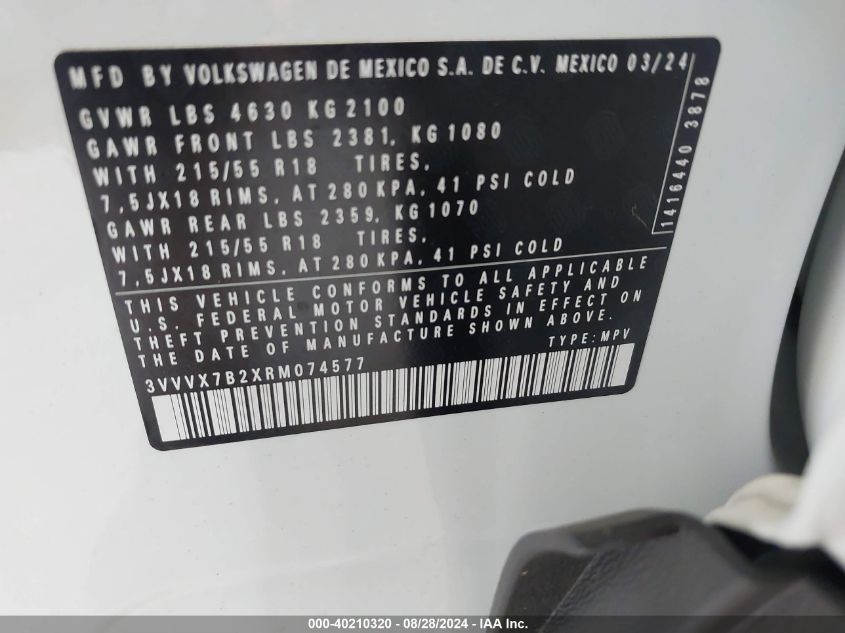 MFD BY VOLKSWAGEN DE MEXICO S.A. DE C.V. MEXICO 03/24
GVWR LBS 4630 KG 2100
GAWR FRONT LBS 2381, KG 1080
WITH 215/55 R18 TIRES,
7,5JX18 RIMS, AT 280 KPA, 41 PSI COLD
GAWR REAR LBS 2359, KG 1070
WITH 215/55 R18 TIRES,
7,5JX18 RIMS, AT 280 KPA, 41 PSI COLD
1416440 3878
THIS VEHICLE CONFORMS TO ALL APPLICABLE
U.S. FEDERAL MOTOR VEHICLE SAFETY AND
THEFT PREVENTION STANDARDS IN EFFECT ON
THE DATE OF MANUFACTURE SHOWN ABOVE.
TYPE: MPV
3VVVX7B2XRM074577
000-40210320 - 08/28/2024 - IAA Inc.